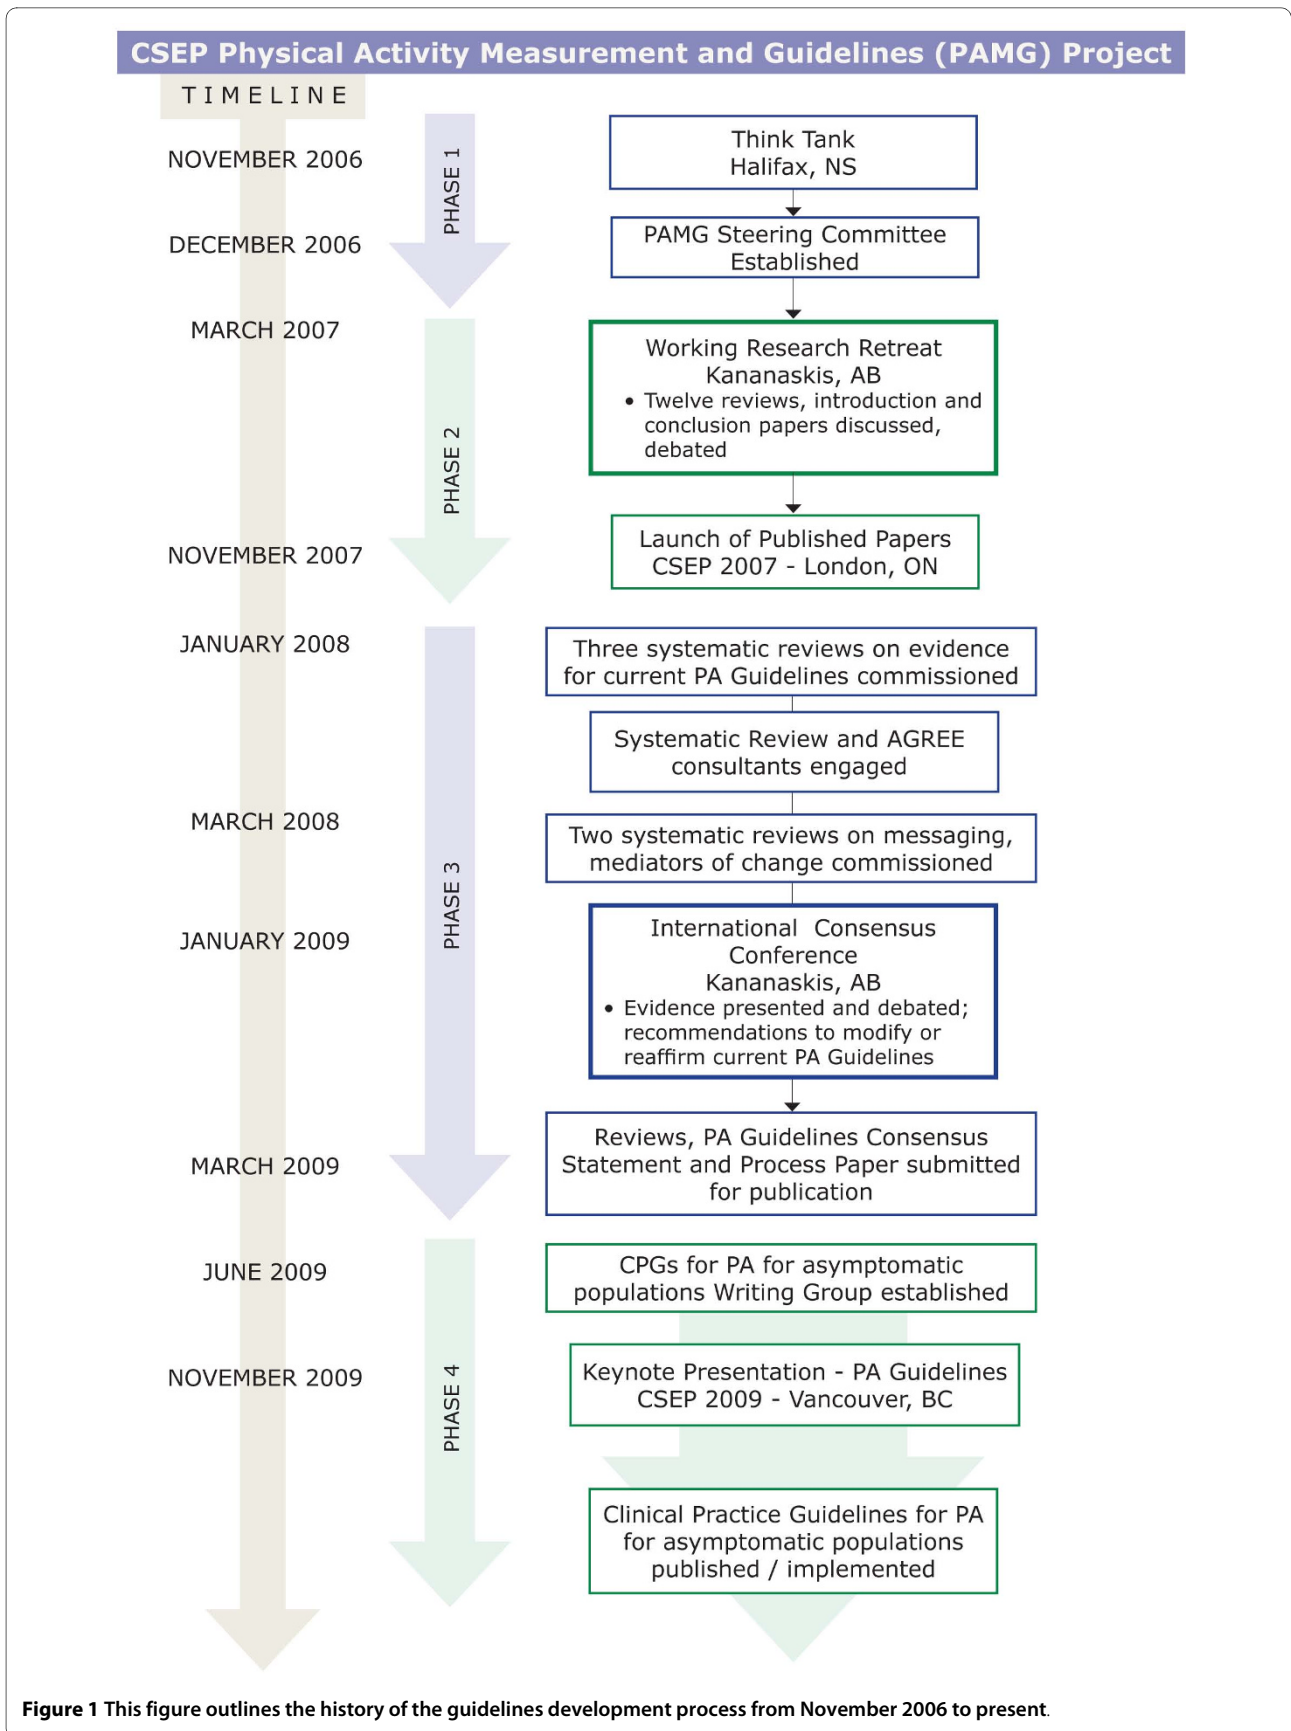 CSEP Physical Activity Measurement and Guidelines (PAMG) Project
TIMELINE
NOVEMBER 2006
PHASE 1
Think Tank
Halifax, NS
DECEMBER 2006
PAMG Steering Committee
Established
MARCH 2007
PHASE 2
Working Research Retreat
Kananaskis, AB
• Twelve reviews, introduction and
conclusion papers discussed,
debated
NOVEMBER 2007
Launch of Published Papers
CSEP 2007 - London, ON
JANUARY 2008
PHASE 3
Three systematic reviews on evidence
for current PA Guidelines commissioned
Systematic Review and AGREE
consultants engaged
MARCH 2008
Two systematic reviews on messaging,
mediators of change commissioned
JANUARY 2009
International Consensus
Conference
Kananaskis, AB
• Evidence presented and debated;
recommendations to modify or
reaffirm current PA Guidelines
MARCH 2009
Reviews, PA Guidelines Consensus
Statement and Process Paper submitted
for publication
JUNE 2009
PHASE 4
CPGs for PA for asymptomatic
populations Writing Group established
NOVEMBER 2009
Keynote Presentation - PA Guidelines
CSEP 2009 - Vancouver, BC
Clinical Practice Guidelines for PA
for asymptomatic populations
published / implemented
Figure 1 This figure outlines the history of the guidelines development process from November 2006 to present.